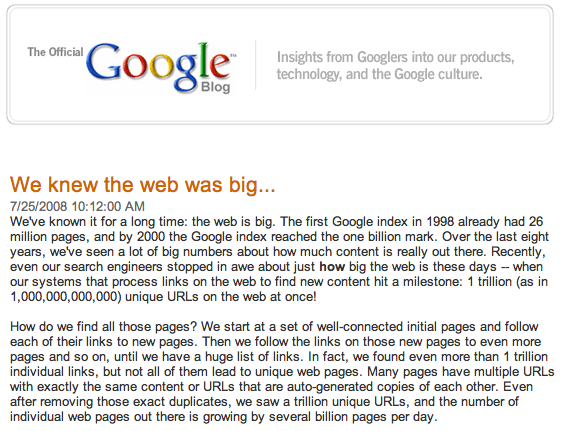 The Official
Google™
Blog
Insights from Googlers into our products,
technology, and the Google culture.
We knew the web was big...
7/25/2008 10:12:00 AM
We've known it for a long time: the web is big. The first Google index in 1998 already had 26
million pages, and by 2000 the Google index reached the one billion mark. Over the last eight
years, we've seen a lot of big numbers about how much content is really out there. Recently,
even our search engineers stopped in awe about just how big the web is these days -- when
our systems that process links on the web to find new content hit a milestone: 1 trillion (as in
1,000,000,000,000) unique URLs on the web at once!
How do we find all those pages? We start at a set of well-connected initial pages and follow
each of their links to new pages. Then we follow the links on those new pages to even more
pages and so on, until we have a huge list of links. In fact, we found even more than 1 trillion
individual links, but not all of them lead to unique web pages. Many pages have multiple URLs
with exactly the same content or URLs that are auto-generated copies of each other. Even
after removing those exact duplicates, we saw a trillion unique URLs, and the number of
individual web pages out there is growing by several billion pages per day.